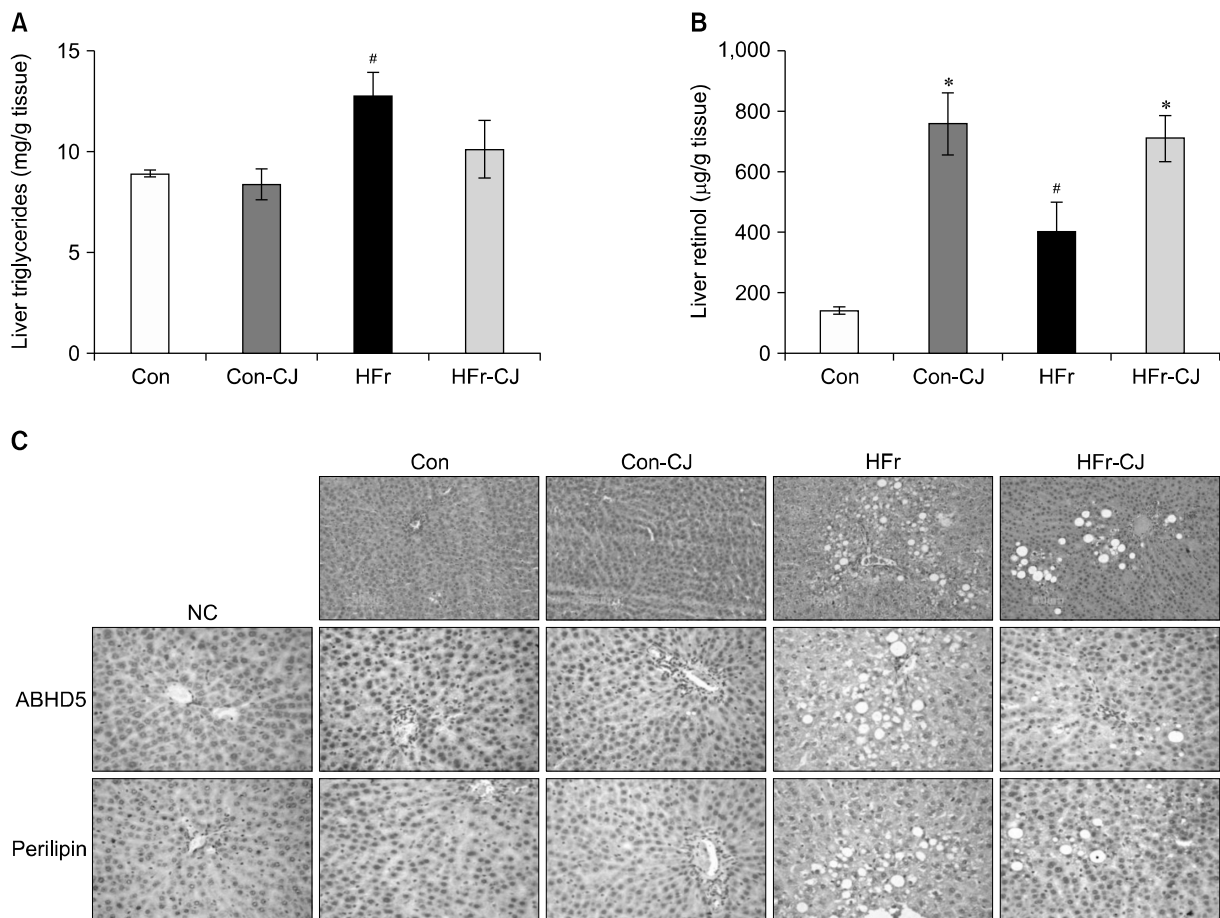 A
Liver triglycerides (mg/g tissue)
15
10
5
0
#
Con
Con-CJ
HFr
HFr-CJ
B
Liver retinol (μg/g tissue)
1,000
800
600
400
200
0
*
#
*
Con
Con-CJ
HFr
HFr-CJ
C
Con
Con-CJ
HFr
HFr-CJ
NC
ABHD5
Perilipin